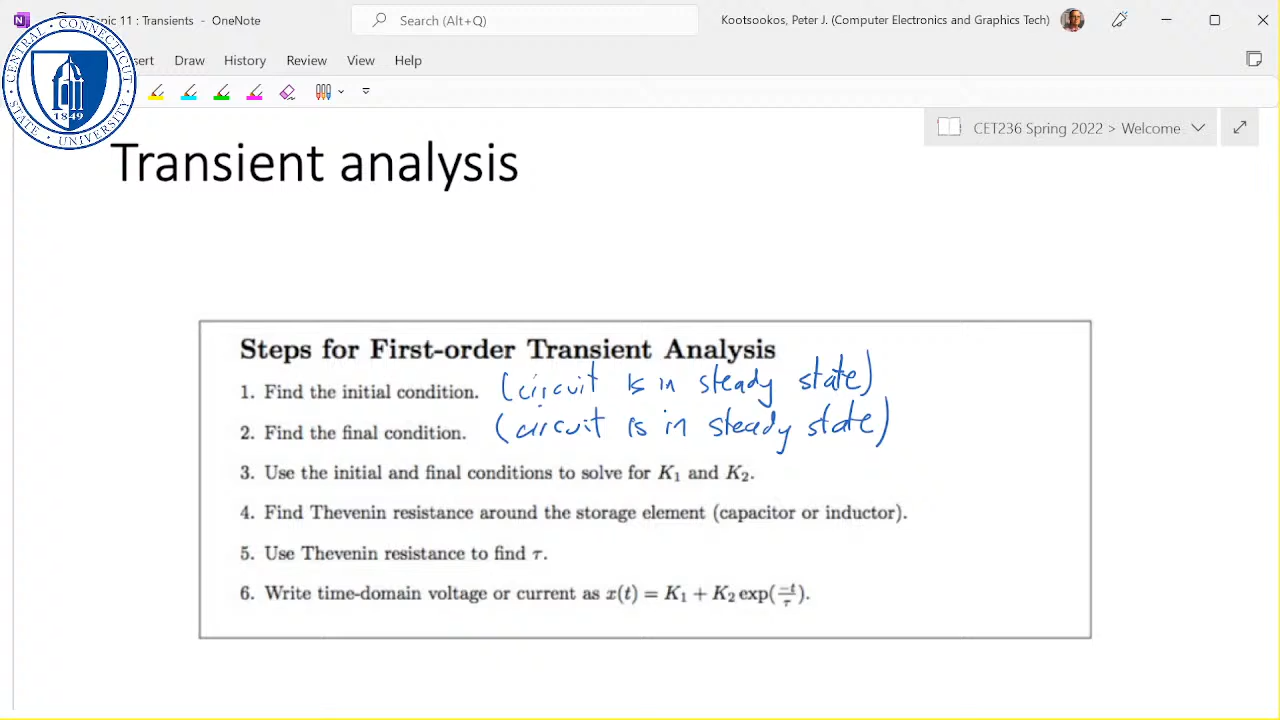 Topic 11 : Transients - OneNote
Search (Alt+Q)
Kootsookos, Peter J. (Computer Electronics and Graphics Tech)
Draw History Review View Help
CENTRAL CONNECTICUT STATE UNIVERSITY
1849
CET236 Spring 2022 > Welcome
Transient analysis
Steps for First-order Transient Analysis
1. Find the initial condition. (circuit is in steady state)
2. Find the final condition. (circuit is in steady state)
3. Use the initial and final conditions to solve for K₁ and K₂.
4. Find Thevenin resistance around the storage element (capacitor or inductor).
5. Use Thevenin resistance to find τ.
6. Write time-domain voltage or current as x(t) = K₁ + K₂ exp(−t/τ).